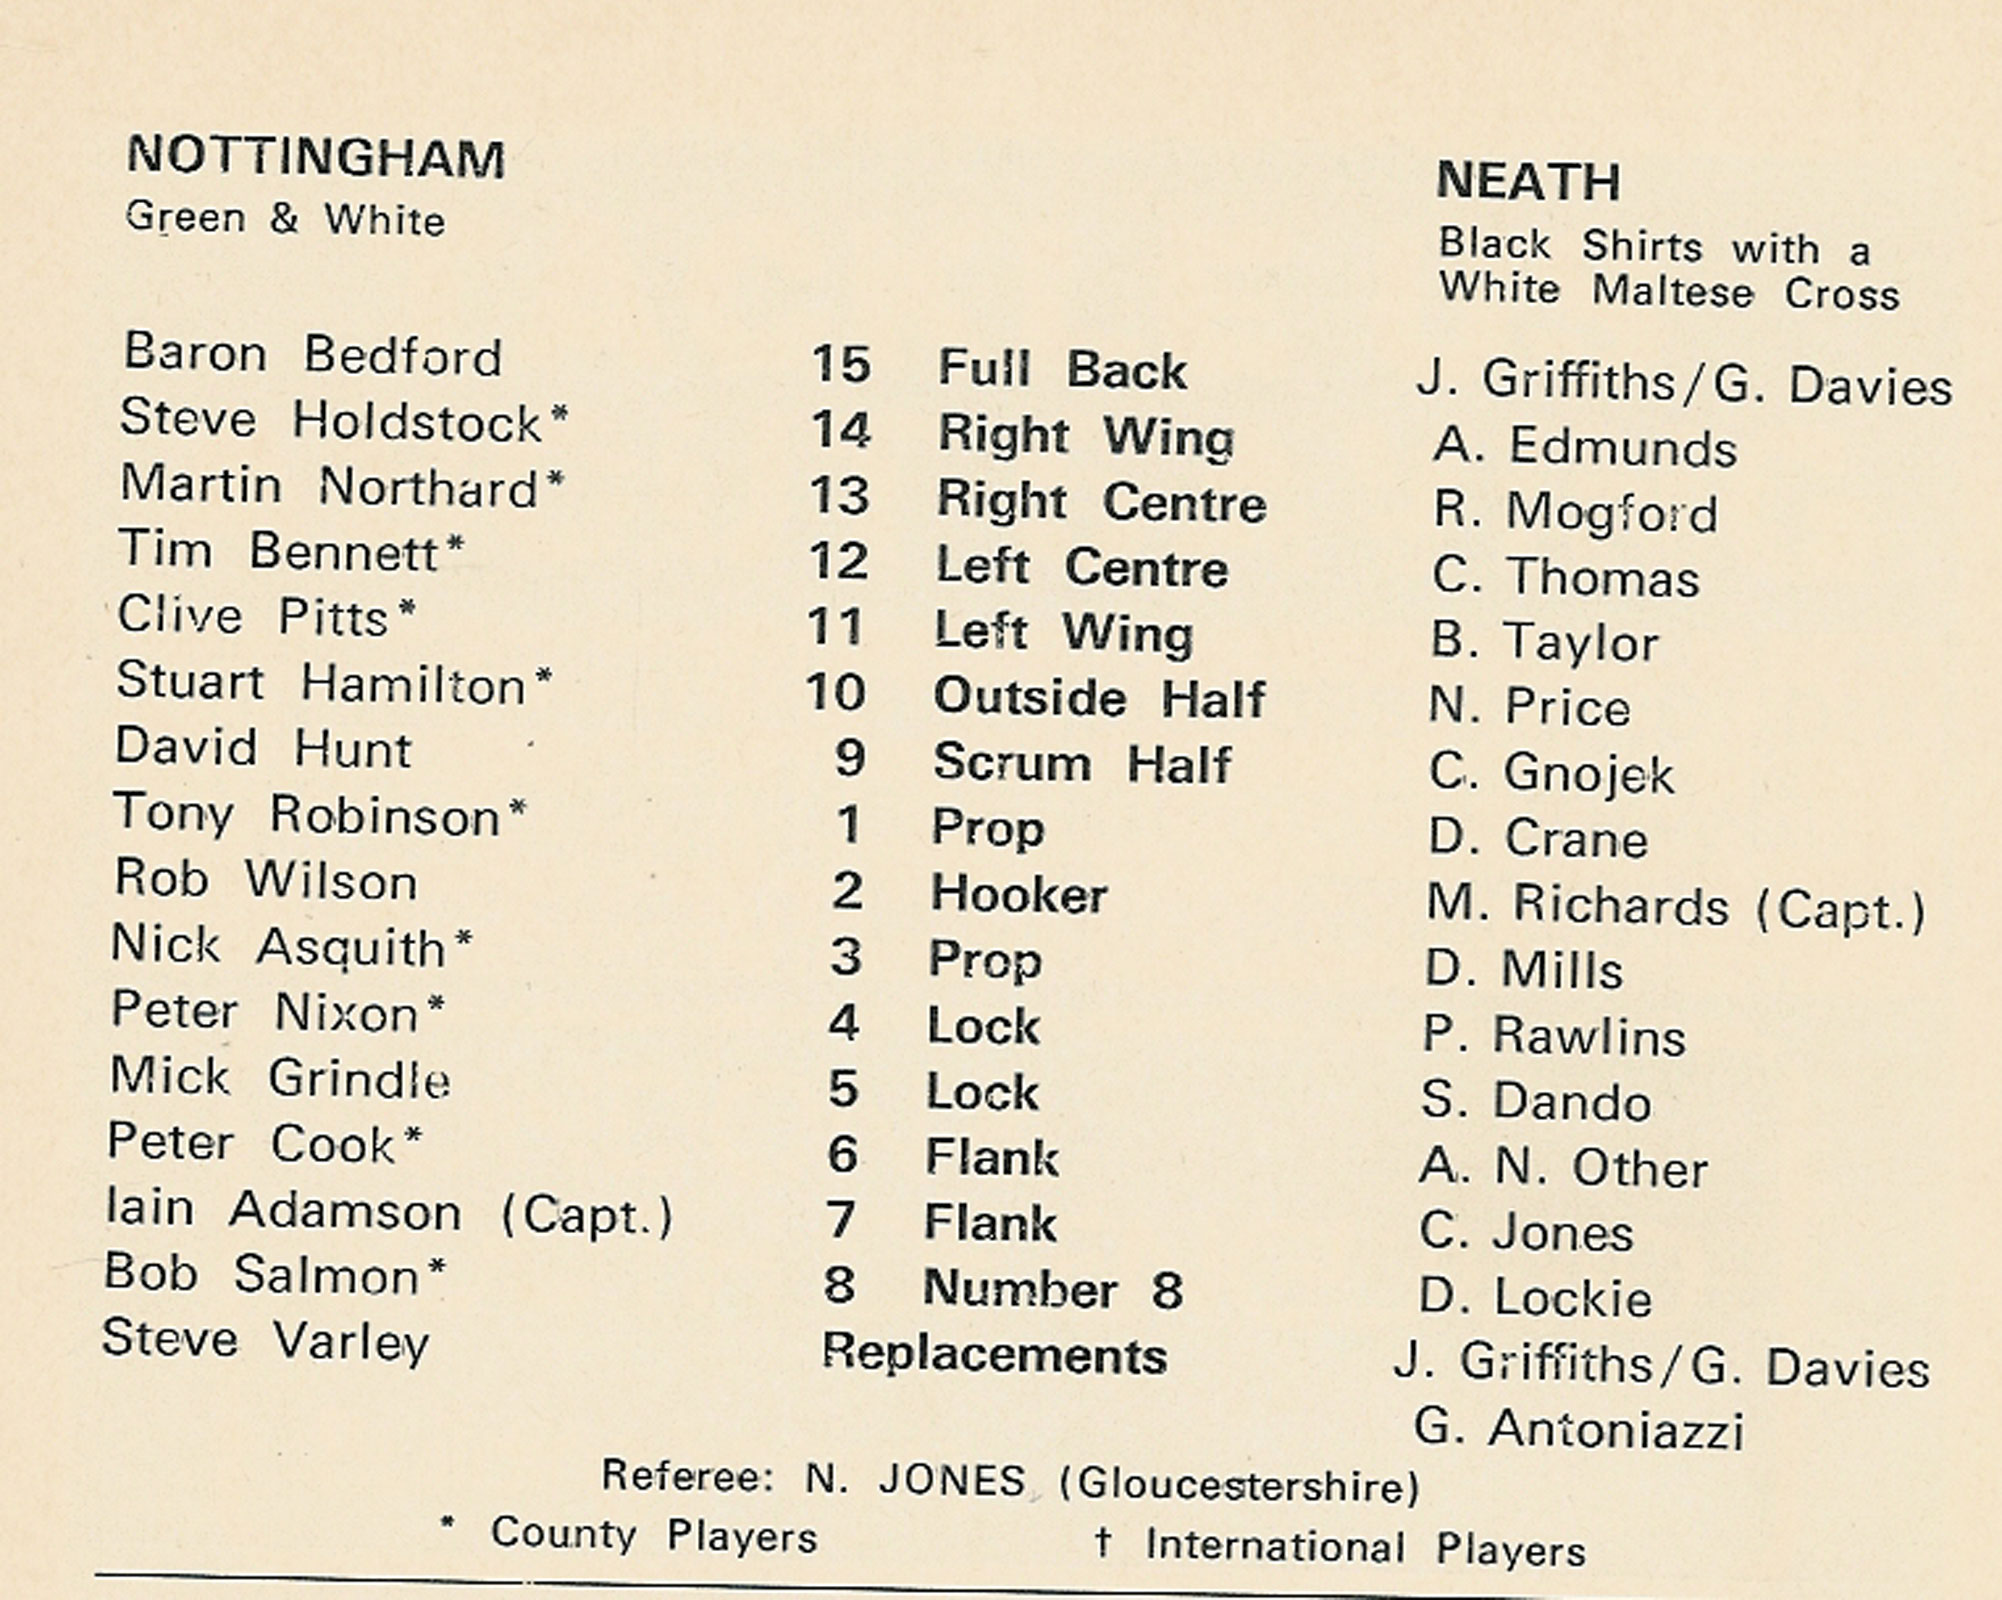 NOTTINGHAM
Green & White
NEATH
Black Shirts with a
White Maltese Cross
Baron Bedford 15 Full Back J. Griffiths/G. Davies
Steve Holdstock* 14 Right Wing A. Edmunds
Martin Northard* 13 Right Centre R. Mogford
Tim Bennett* 12 Left Centre C. Thomas
Clive Pitts* 11 Left Wing B. Taylor
Stuart Hamilton* 10 Outside Half N. Price
David Hunt 9 Scrum Half C. Gnojek
Tony Robinson* 1 Prop D. Crane
Rob Wilson 2 Hooker M. Richards (Capt.)
Nick Asquith* 3 Prop D. Mills
Peter Nixon* 4 Lock P. Rawlins
Mick Grindle 5 Lock S. Dando
Peter Cook* 6 Flank A. N. Other
Iain Adamson (Capt.) 7 Flank C. Jones
Bob Salmon* 8 Number 8 D. Lockie
Steve Varley Replacements J. Griffiths/G. Davies
G. Antoniazzi
Referee: N. JONES (Gloucestershire)
* County Players † International Players